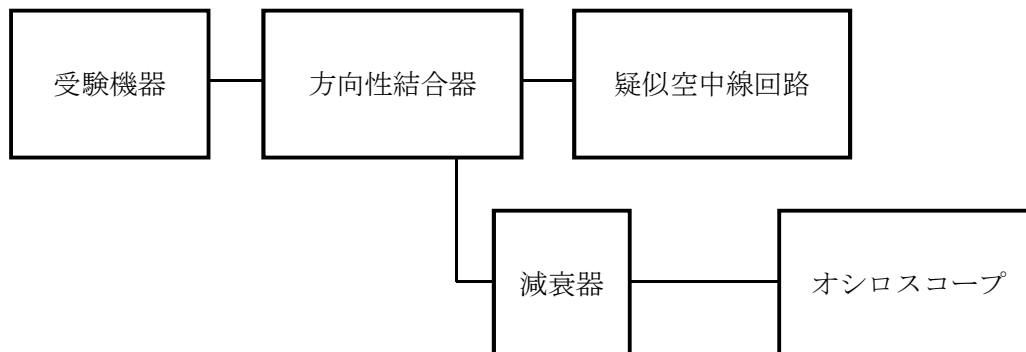 受験機器
方向性結合器
疑似空中線回路
減衰器
オシロスコープ